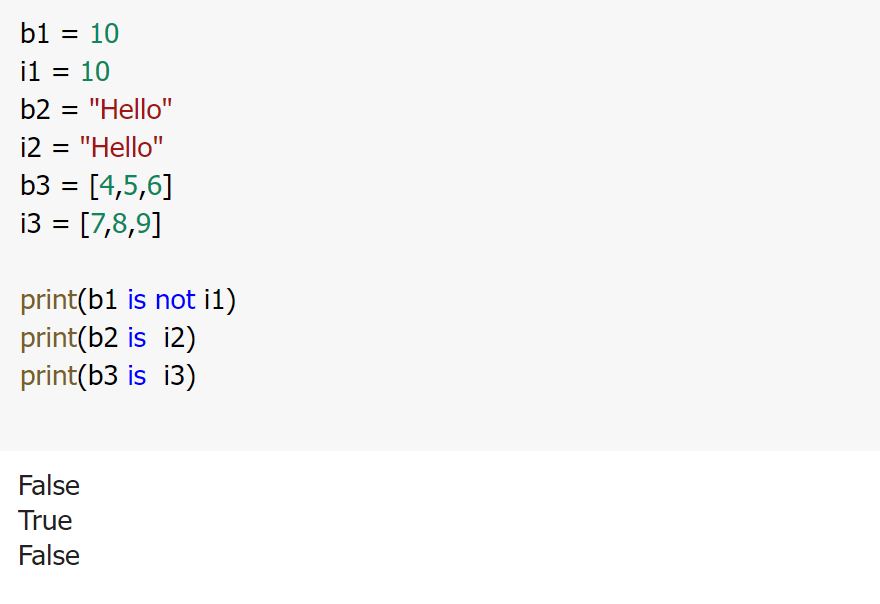 b1 = 10
i1 = 10
b2 = "Hello"
i2 = "Hello"
b3 = [4,5,6]
i3 = [7,8,9]
print(b1 is not i1)
print(b2 is  i2)
print(b3 is  i3)
False
True
False